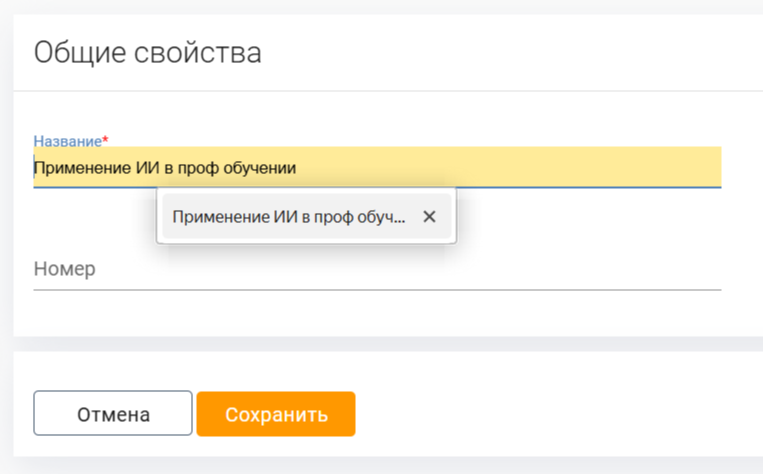 Общие свойства
Название*
Применение ИИ в проф обучении
Применение ИИ в проф обуч...
Номер
Отмена
Сохранить